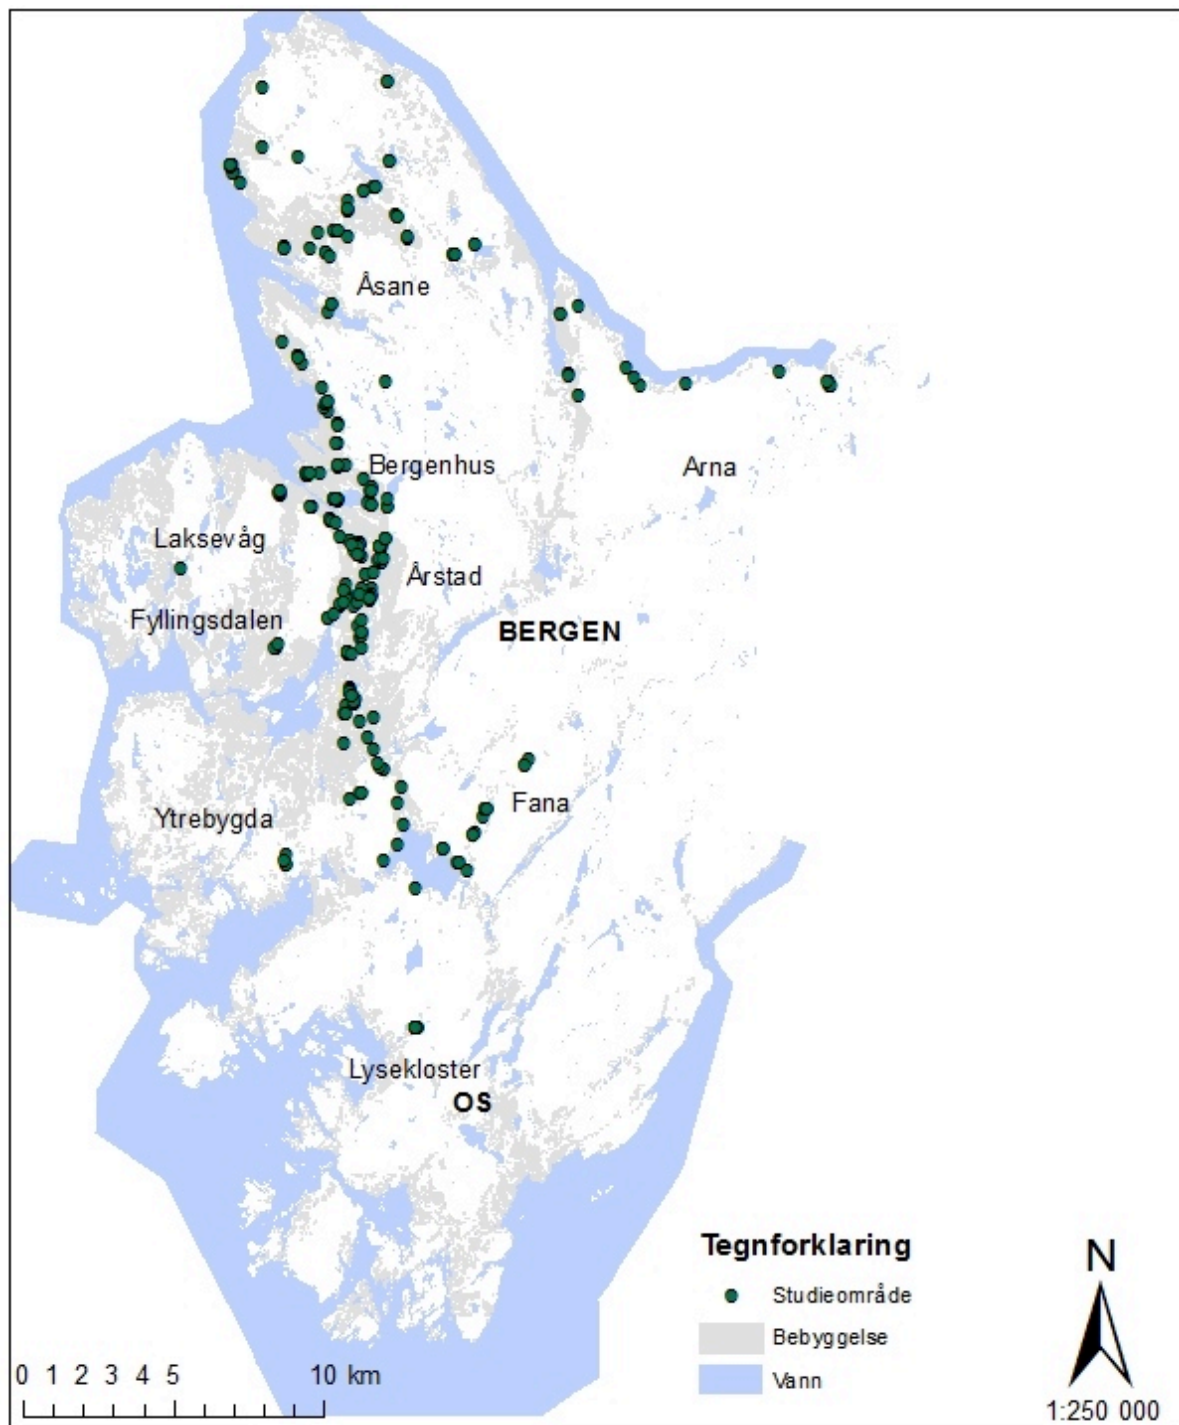 Åsane
Bergenhus
Arna
Laksevåg
Årstad
Fyllingsdalen
BERGEN
Ytrebygda
Fana
Lysekloster
OS
Tegnforklaring
Studieområde
Bebyggelse
Vann
N
1:250 000
0 1 2 3 4 5 10 km